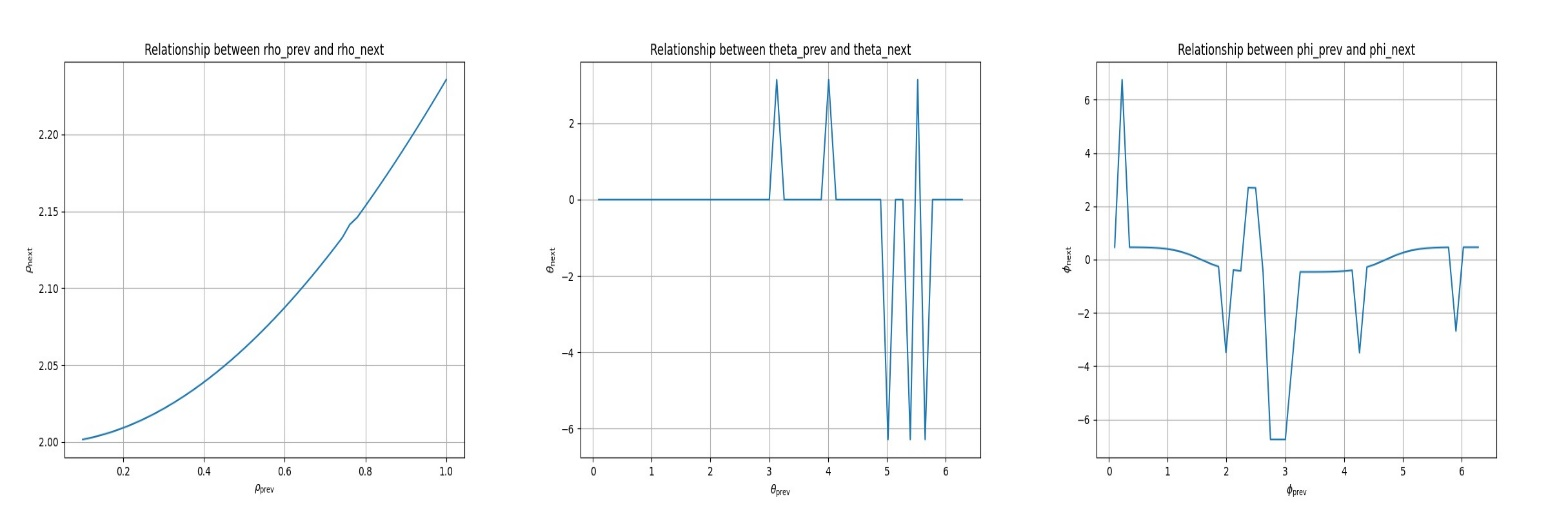 Relationship between rho_prev and rho_next
2.20
2.15
2.10
2.05
2.00
ρnext
0.2 0.4 0.6 0.8 1.0
ρprev
Relationship between theta_prev and theta_next
2
0
−2
−4
−6
θnext
0 1 2 3 4 5 6
θprev
Relationship between phi_prev and phi_next
6
4
2
0
−2
−4
−6
ϕnext
0 1 2 3 4 5 6
ϕprev